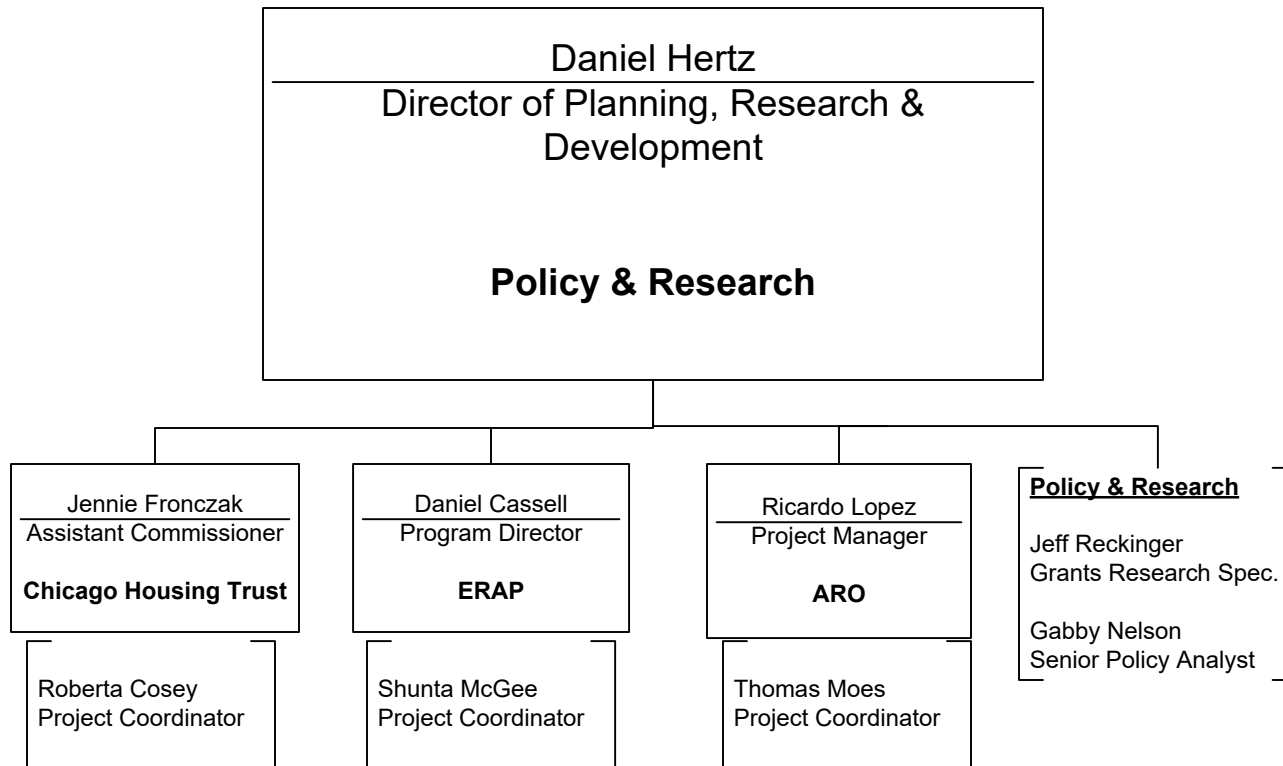 Daniel Hertz
Director of Planning, Research &
Development
Policy & Research
Jennie Fronczak
Assistant Commissioner
Chicago Housing Trust
Roberta Cosey
Project Coordinator
Daniel Cassell
Program Director
ERAP
Shunta McGee
Project Coordinator
Ricardo Lopez
Project Manager
ARO
Thomas Moes
Project Coordinator
Policy & Research
Jeff Reckinger
Grants Research Spec.
Gabby Nelson
Senior Policy Analyst